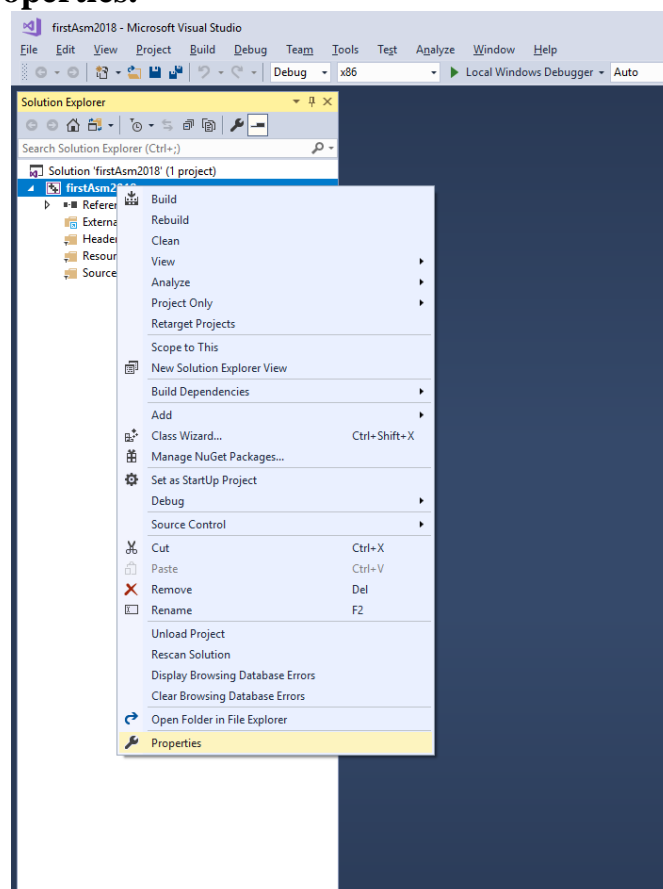 operties.
firstAsm2018 - Microsoft Visual Studio
File Edit View Project Build Debug Team Tools Test Analyze Window Help
Debug x86 Local Windows Debugger Auto
Solution Explorer
Search Solution Explorer (Ctrl+;)
Solution 'firstAsm2018' (1 project)
firstAsm2018
Referen
Externa
Header
Resour
Source
Build
Rebuild
Clean
View
Analyze
Project Only
Retarget Projects
Scope to This
New Solution Explorer View
Build Dependencies
Add
Class Wizard... Ctrl+Shift+X
Manage NuGet Packages...
Set as StartUp Project
Debug
Source Control
Cut Ctrl+X
Paste Ctrl+V
Remove Del
Rename F2
Unload Project
Rescan Solution
Display Browsing Database Errors
Clear Browsing Database Errors
Open Folder in File Explorer
Properties